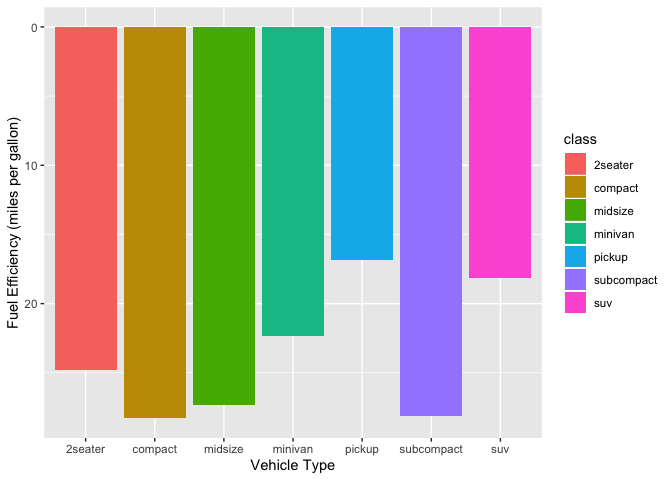 Fuel Efficiency (miles per gallon)
0
10
20
2seater
compact
midsize
minivan
pickup
subcompact
suv
Vehicle Type
class
2seater
compact
midsize
minivan
pickup
subcompact
suv